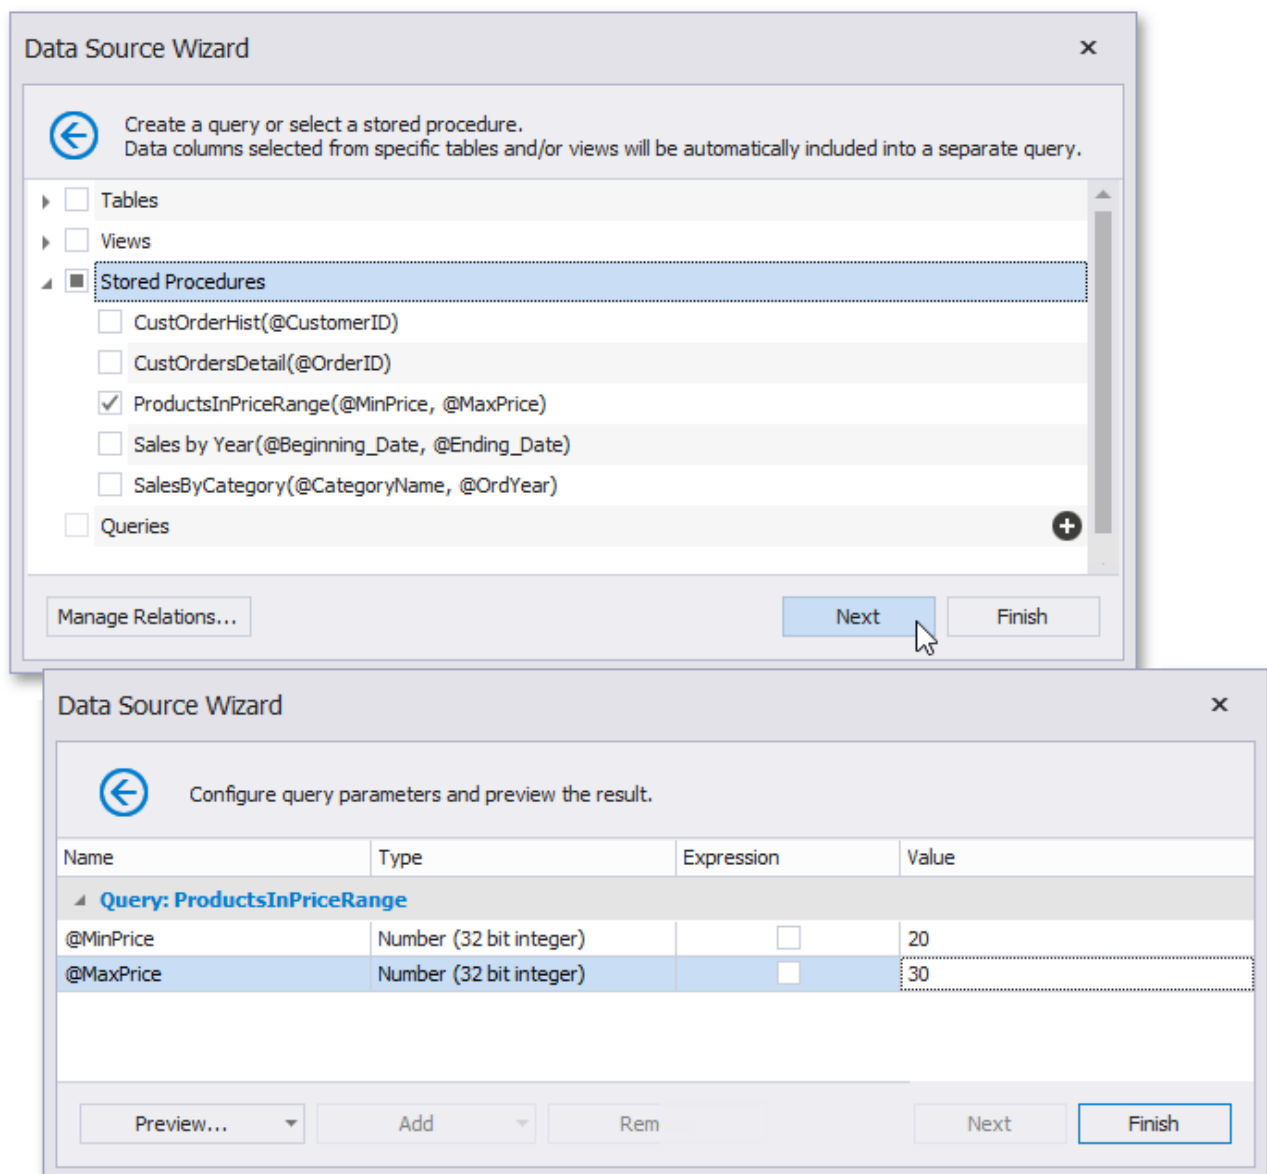 Data Source Wizard
Create a query or select a stored procedure.
Data columns selected from specific tables and/or views will be automatically included into a separate query.
Tables
Views
Stored Procedures
CustOrderHist(@CustomerID)
CustOrdersDetail(@OrderID)
ProductsInPriceRange(@MinPrice, @MaxPrice)
Sales by Year(@Beginning_Date, @Ending_Date)
SalesByCategory(@CategoryName, @OrdYear)
Queries
Manage Relations... Next Finish
Data Source Wizard
Configure query parameters and preview the result.
Name Type Expression Value
Query: ProductsInPriceRange
@MinPrice Number (32 bit integer) 20
@MaxPrice Number (32 bit integer) 30
Preview... Add Rem Next Finish